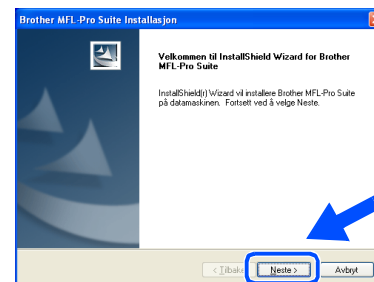 Brother MFL-Pro Suite Installasjon
Velkommen til InstallShield Wizard for Brother
MFL-Pro Suite
InstallShield(r) Wizard vil installere Brother MFL-Pro Suite
på datamaskinen. Fortsett ved å velge Neste.
< Tilbake Neste > Avbryt